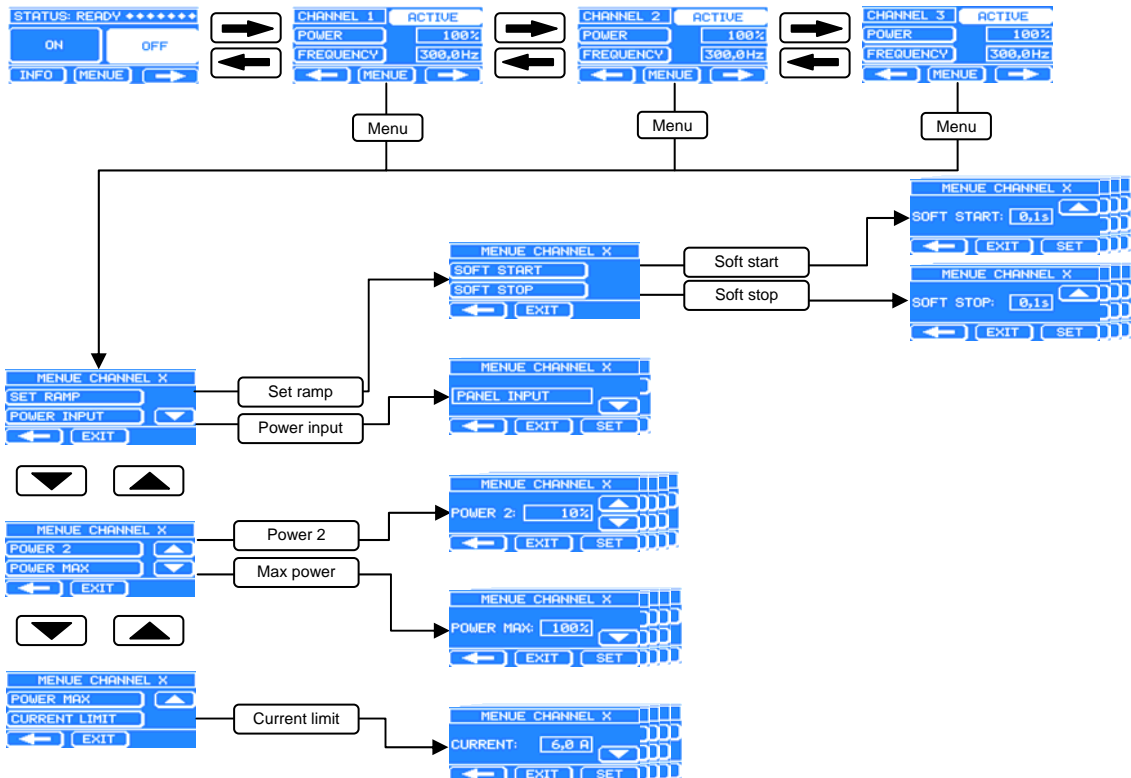 STATUS: READY ◆◆◆◆◆◆◆
ON OFF
INFO MENUE
CHANNEL 1 ACTIVE
POWER 100%
FREQUENCY 300,0Hz
MENUE
CHANNEL 2 ACTIVE
POWER 100%
FREQUENCY 300,0Hz
MENUE
CHANNEL 3 ACTIVE
POWER 100%
FREQUENCY 300,0Hz
MENUE
Menu
Menu
Menu
MENUE CHANNEL X
SOFT START: 0,1s
EXIT SET
MENUE CHANNEL X
SOFT START
SOFT STOP
EXIT
Soft start
Soft stop
MENUE CHANNEL X
SOFT STOP: 0,1s
EXIT SET
MENUE CHANNEL X
SET RAMP
POWER INPUT
EXIT
Set ramp
Power input
MENUE CHANNEL X
PANEL INPUT
EXIT SET
MENUE CHANNEL X
POWER 2
POWER MAX
EXIT
Power 2
Max power
MENUE CHANNEL X
POWER 2: 10%
EXIT SET
MENUE CHANNEL X
POWER MAX: 100%
EXIT SET
MENUE CHANNEL X
POWER MAX
CURRENT LIMIT
EXIT
Current limit
MENUE CHANNEL X
CURRENT: 6,0 A
EXIT SET